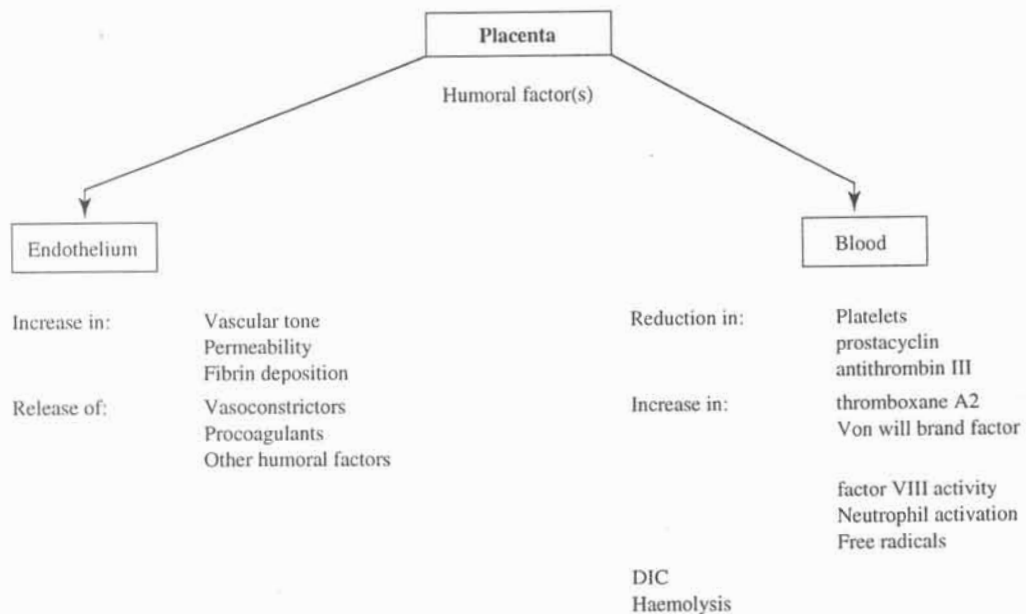 Placenta
Humoral factor(s)
Endothelium
Increase in: Vascular tone
Permeability
Fibrin deposition
Release of: Vasoconstrictors
Procoagulants
Other humoral factors
Blood
Reduction in: Platelets
prostacyclin
antithrombin III
Increase in: thromboxane A2
Von will brand factor
factor VIII activity
Neutrophil activation
Free radicals
DIC
Haemolysis